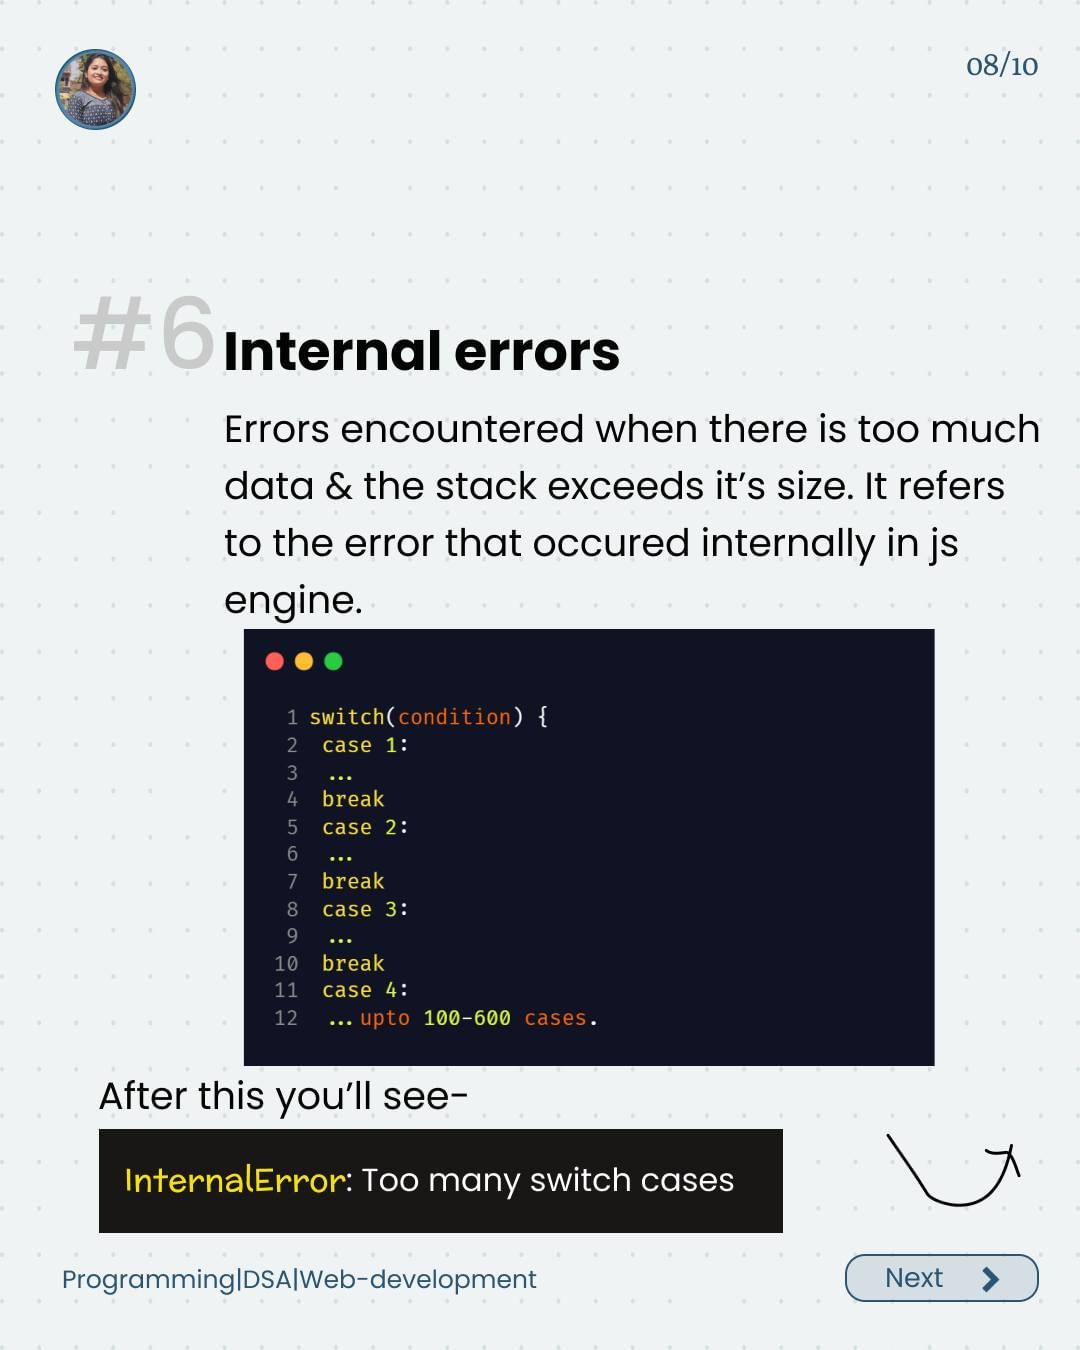 08/10
#6 Internal errors
Errors encountered when there is too much
data & the stack exceeds it’s size. It refers
to the error that occured internally in js
engine.
1 switch(condition) {
2 case 1:
3 ...
4 break
5 case 2:
6 ...
7 break
8 case 3:
9 ...
10 break
11 case 4:
12 ...upto 100-600 cases.
After this you’ll see-
InternalError: Too many switch cases
Programming|DSA|Web-development
Next